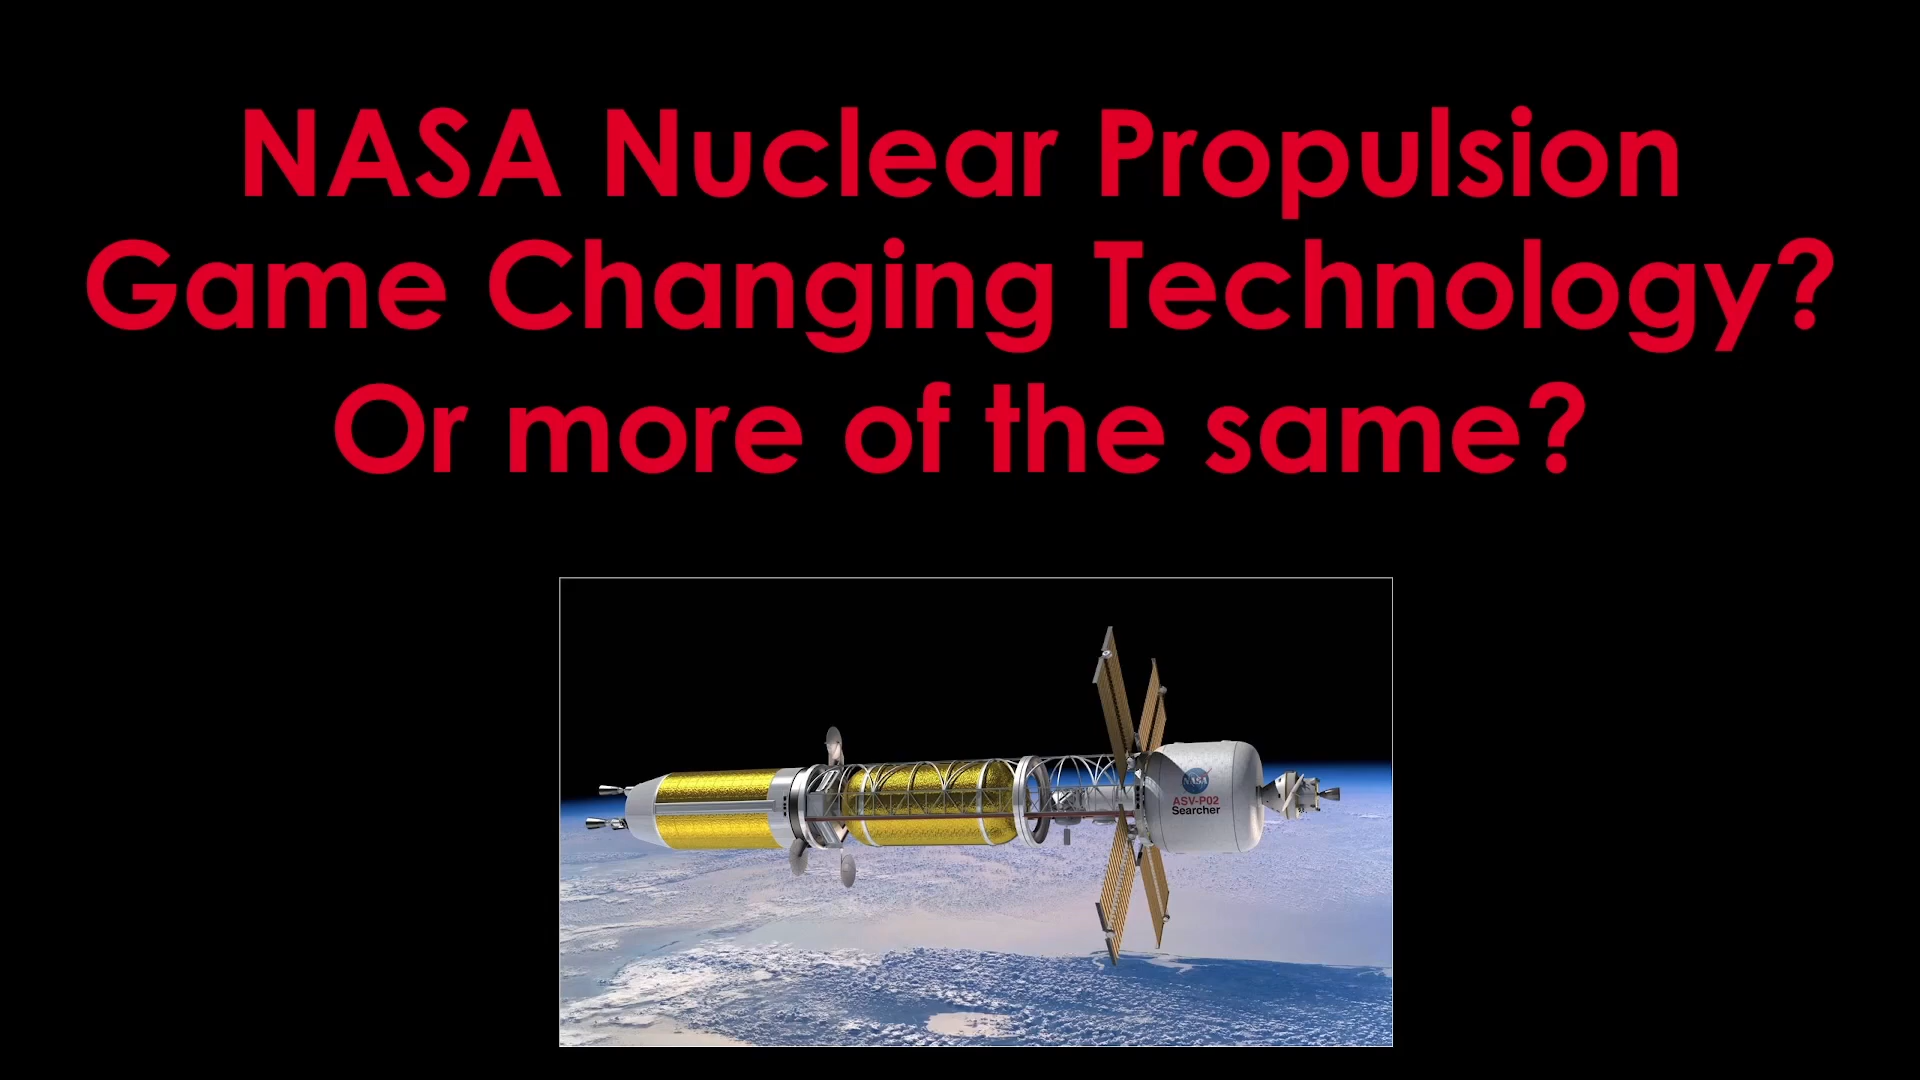 NASA Nuclear Propulsion
Game Changing Technology?
Or more of the same?
NASA
ASV-P02
Searcher